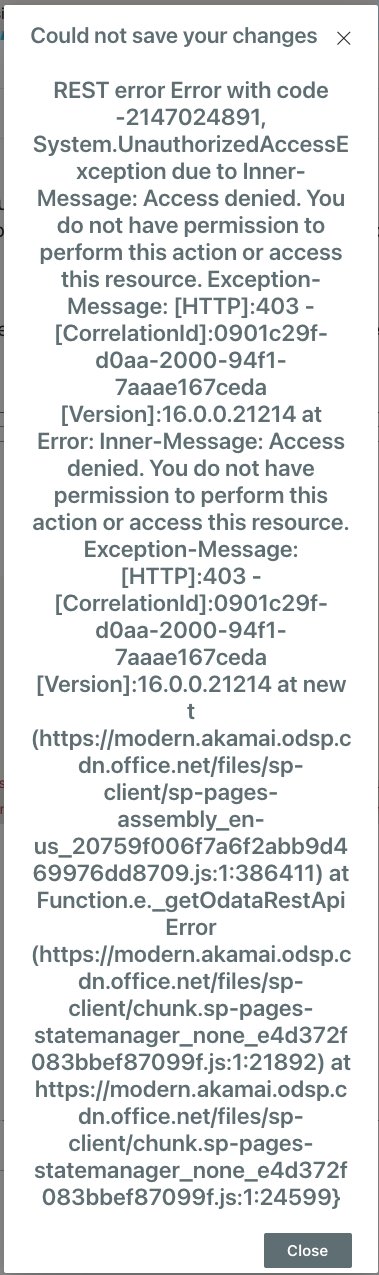 Could not save your changes
REST error Error with code
-2147024891,
System.UnauthorizedAccessE
xception due to Inner-
Message: Access denied. You
do not have permission to
perform this action or access
this resource. Exception-
Message: [HTTP]:403 -
[CorrelationId]:0901c29f-
d0aa-2000-94f1-
7aaae167ceda
[Version]:16.0.0.21214 at
Error: Inner-Message: Access
denied. You do not have
permission to perform this
action or access this resource.
Exception-Message:
[HTTP]:403 -
[CorrelationId]:0901c29f-
d0aa-2000-94f1-
7aaae167ceda
[Version]:16.0.0.21214 at new
t
(https://modern.akamai.odsp.c
dn.office.net/files/sp-
client/sp-pages-
assembly_en-
us_20759f006f7a6f2abb9d4
69976dd8709.js:1:386411) at
Function.e._getOdataRestApi
Error
(https://modern.akamai.odsp.c
dn.office.net/files/sp-
client/chunk.sp-pages-
statemanager_none_e4d372f
083bbef87099f.js:1:21892) at
https://modern.akamai.odsp.c
dn.office.net/files/sp-
client/chunk.sp-pages-
statemanager_none_e4d372f
083bbef87099f.js:1:24599}
Close